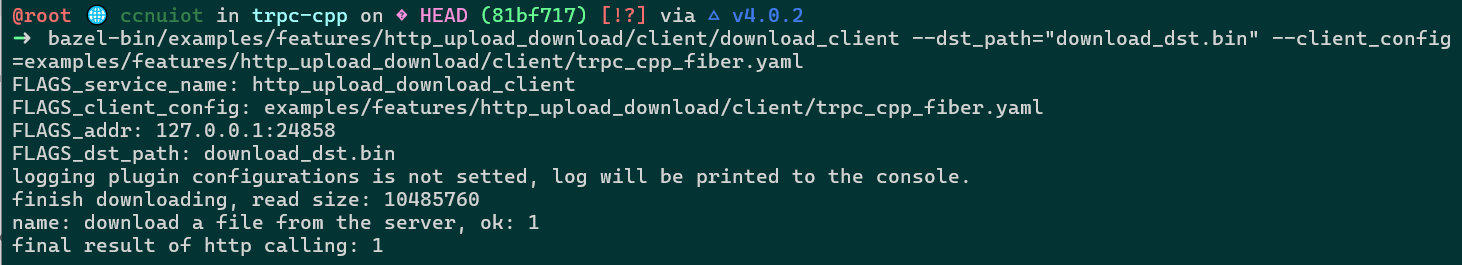 @root 🌐 ccnuiot in trpc-cpp on � HEAD (81bf717) [!?] via △ v4.0.2
➜ bazel-bin/examples/features/http_upload_download/client/download_client --dst_path="download_dst.bin" --client_config
=examples/features/http_upload_download/client/trpc_cpp_fiber.yaml
FLAGS_service_name: http_upload_download_client
FLAGS_client_config: examples/features/http_upload_download/client/trpc_cpp_fiber.yaml
FLAGS_addr: 127.0.0.1:24858
FLAGS_dst_path: download_dst.bin
logging plugin configurations is not setted, log will be printed to the console.
finish downloading, read size: 10485760
name: download a file from the server, ok: 1
final result of http calling: 1